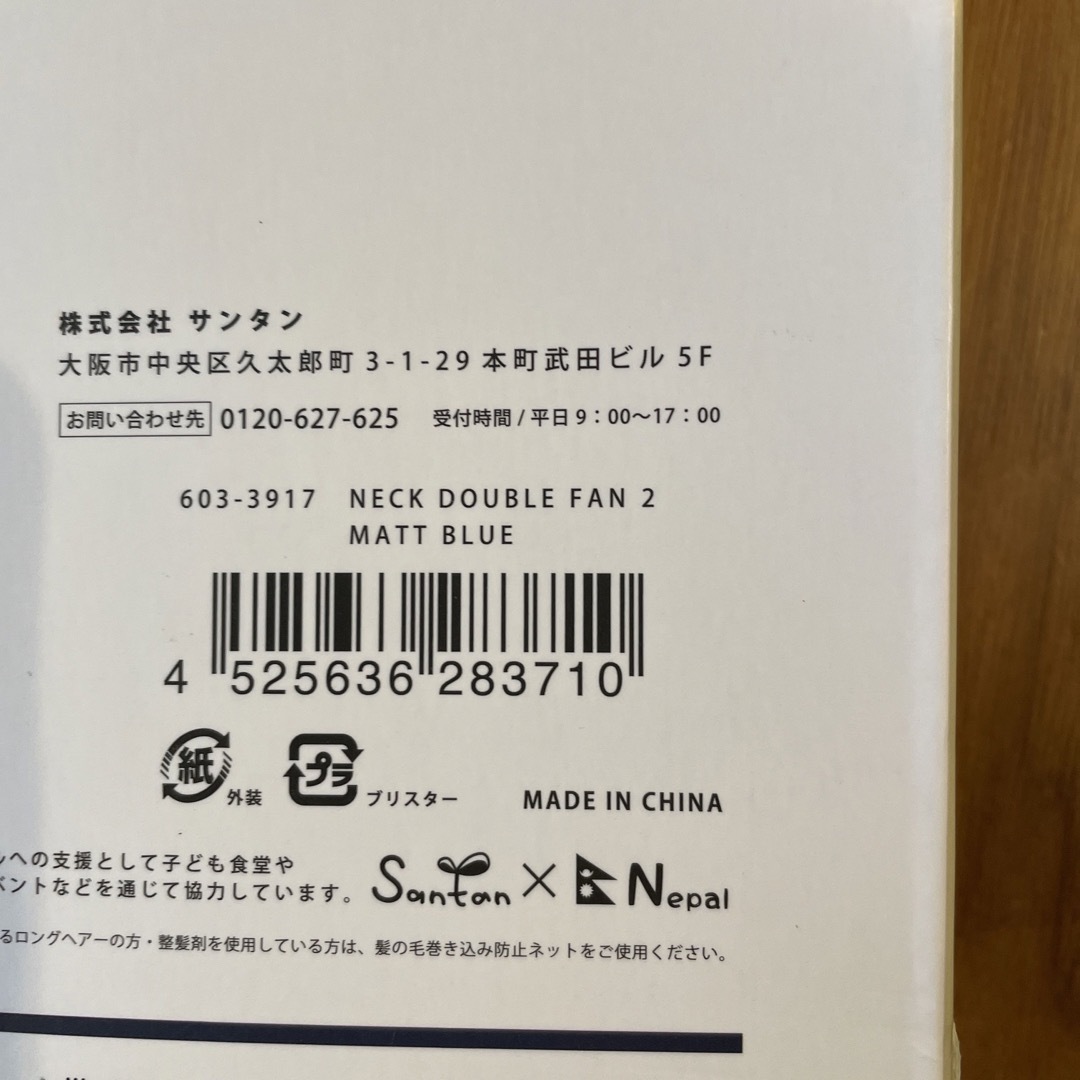 株式会社 サンタン
大阪市中央区久太郎町 3-1-29 本町武田ビル 5F
お問い合わせ先 0120-627-625 受付時間 / 平日 9：00〜17：00
603-3917 NECK DOUBLE FAN 2
MATT BLUE
4 525636 283710
紙 外装 プラ ブリスター MADE IN CHINA
への支援として子ども食堂や
ベントなどを通じて協力しています。 Santan × Nepal
るロングヘアーの方・整髪剤を使用している方は、髪の毛巻き込み防止ネットをご使用ください。